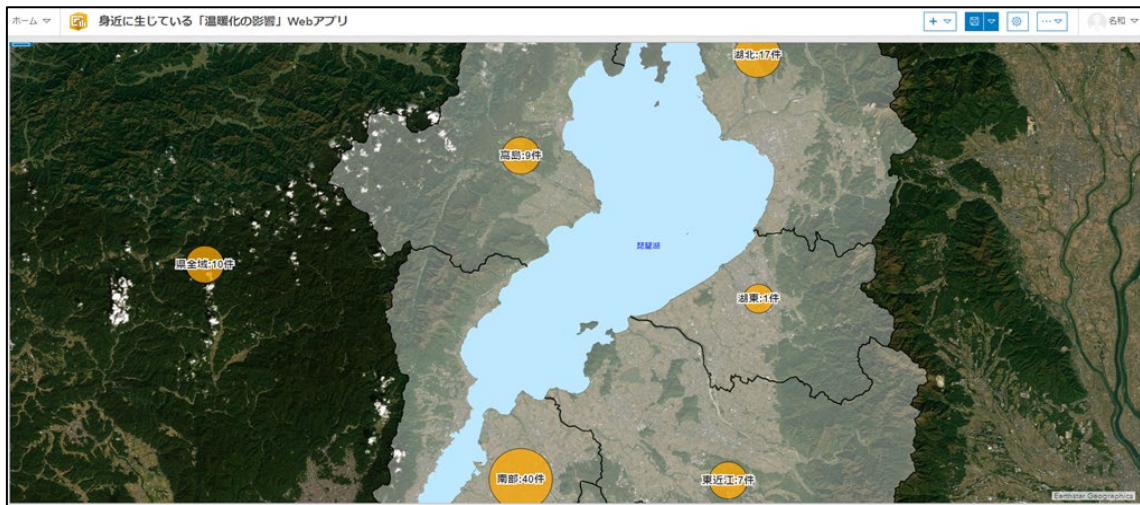 ホーム
身近に生じている「温暖化の影響」Webアプリ
名和
湖北:17件
高島:9件
琵琶湖
県全域:10件
湖東:1件
南部:40件
東近江:7件
Earthstar Geographics